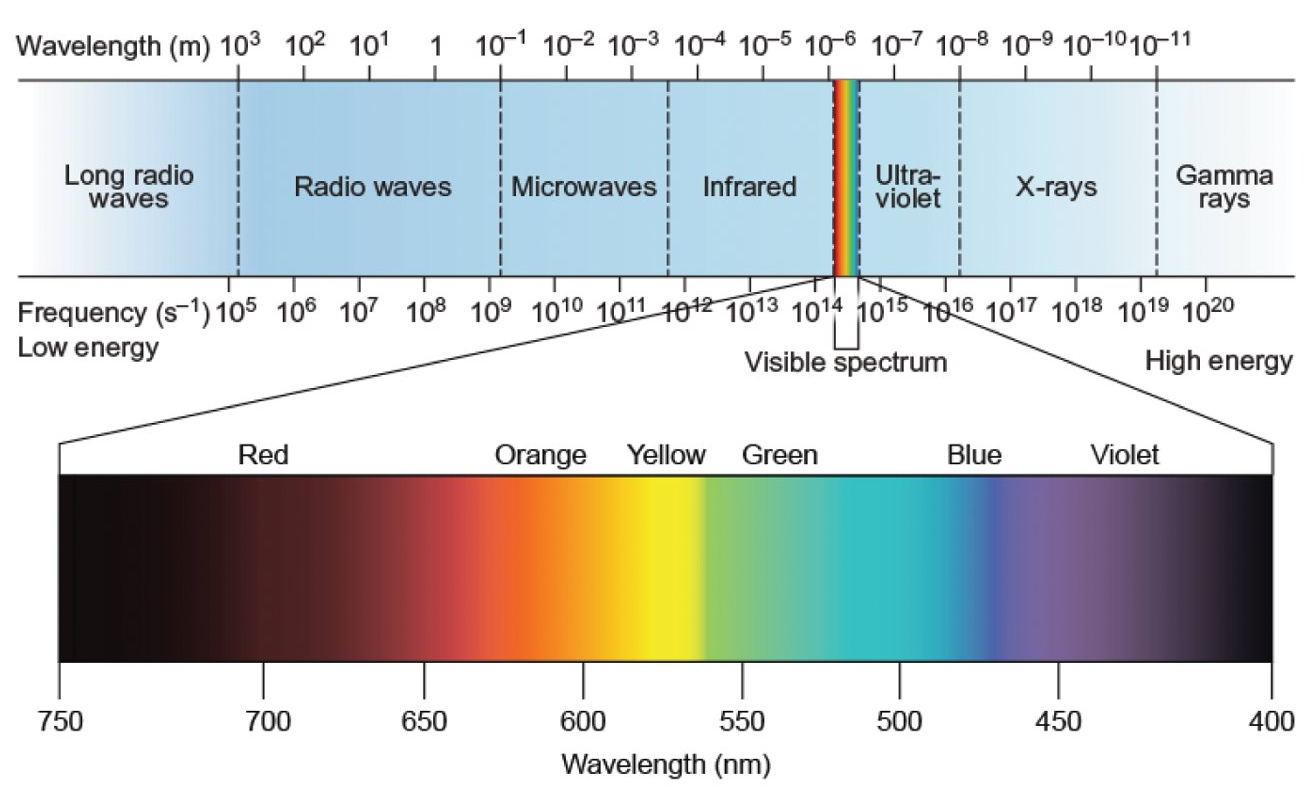 Wavelength (m) 10³ 10² 10¹ 1 10⁻¹ 10⁻² 10⁻³ 10⁻⁴ 10⁻⁵ 10⁻⁶ 10⁻⁷ 10⁻⁸ 10⁻⁹ 10⁻¹⁰ 10⁻¹¹
Long radio
waves
Radio waves
Microwaves
Infrared
Ultra-
violet
X-rays
Gamma
rays
Frequency (s⁻¹) 10⁵ 10⁶ 10⁷ 10⁸ 10⁹ 10¹⁰ 10¹¹ 10¹² 10¹³ 10¹⁴ 10¹⁵ 10¹⁶ 10¹⁷ 10¹⁸ 10¹⁹ 10²⁰
Low energy
Visible spectrum
High energy
Red Orange Yellow Green Blue Violet
750 700 650 600 550 500 450 400
Wavelength (nm)